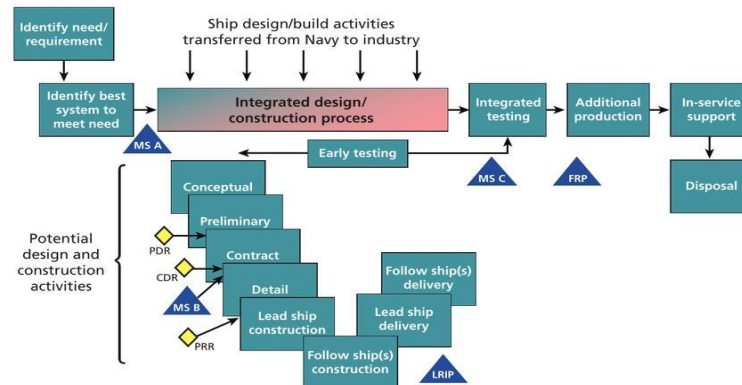 Identify need/
requirement
Ship design/build activities
transferred from Navy to industry
Identify best
system to
meet need
Integrated design/
construction process
Integrated
testing
Additional
production
In-service
support
MS A
Early testing
MS C
FRP
Disposal
Conceptual
Preliminary
PDR
Contract
CDR
Detail
MS B
Lead ship
construction
PRR
Follow ship(s)
construction
Potential
design and
construction
activities
Follow ship(s)
delivery
Lead ship
delivery
LRIP